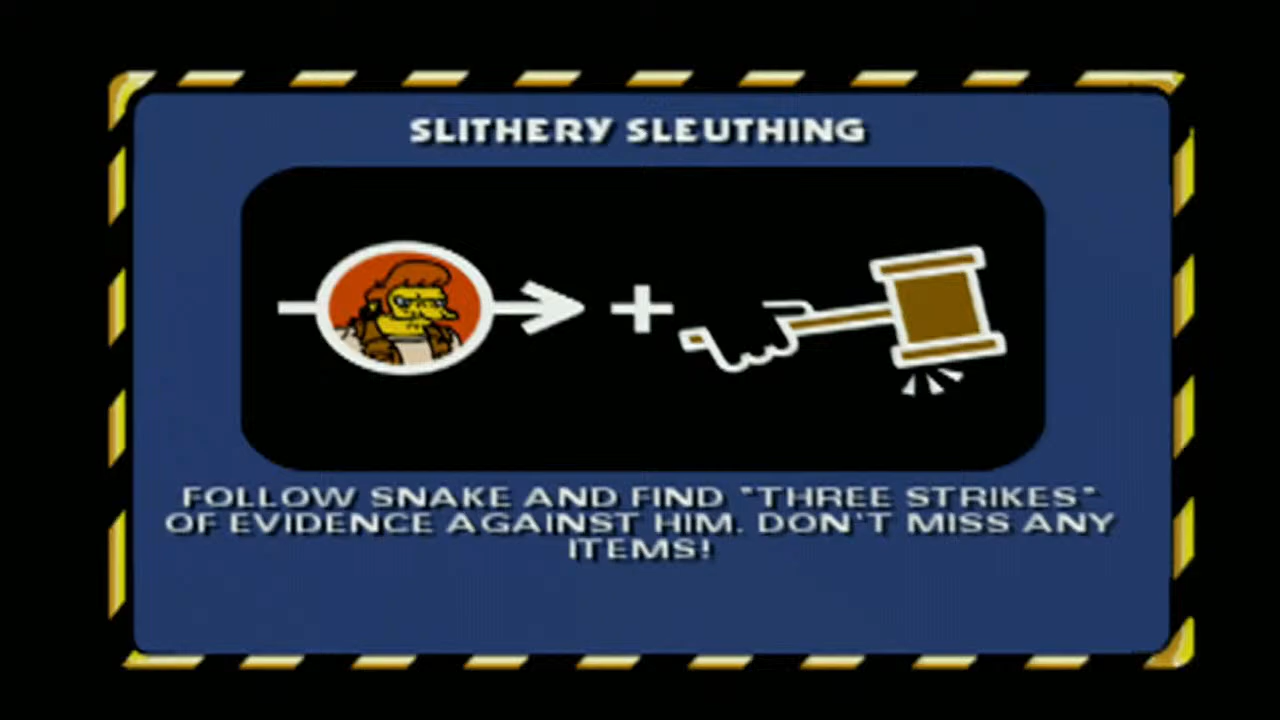 SLITHERY SLEUTHING
FOLLOW SNAKE AND FIND "THREE STRIKES"
OF EVIDENCE AGAINST HIM. DON'T MISS ANY
ITEMS!